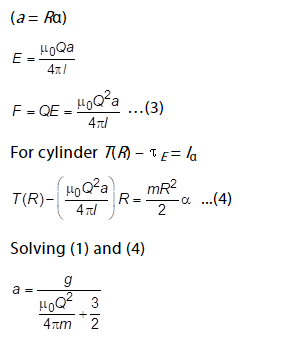 (a = Rα)
E = μ₀Qa / 4πl
F = QE = μ₀Q²a / 4πl …(3)
For cylinder T(R) – τ_E = Iα
T(R) – (μ₀Q²a / 4πl) R = mR² / 2 α …(4)
Solving (1) and (4)
a = g / (μ₀Q² / 4πm + 3 / 2)